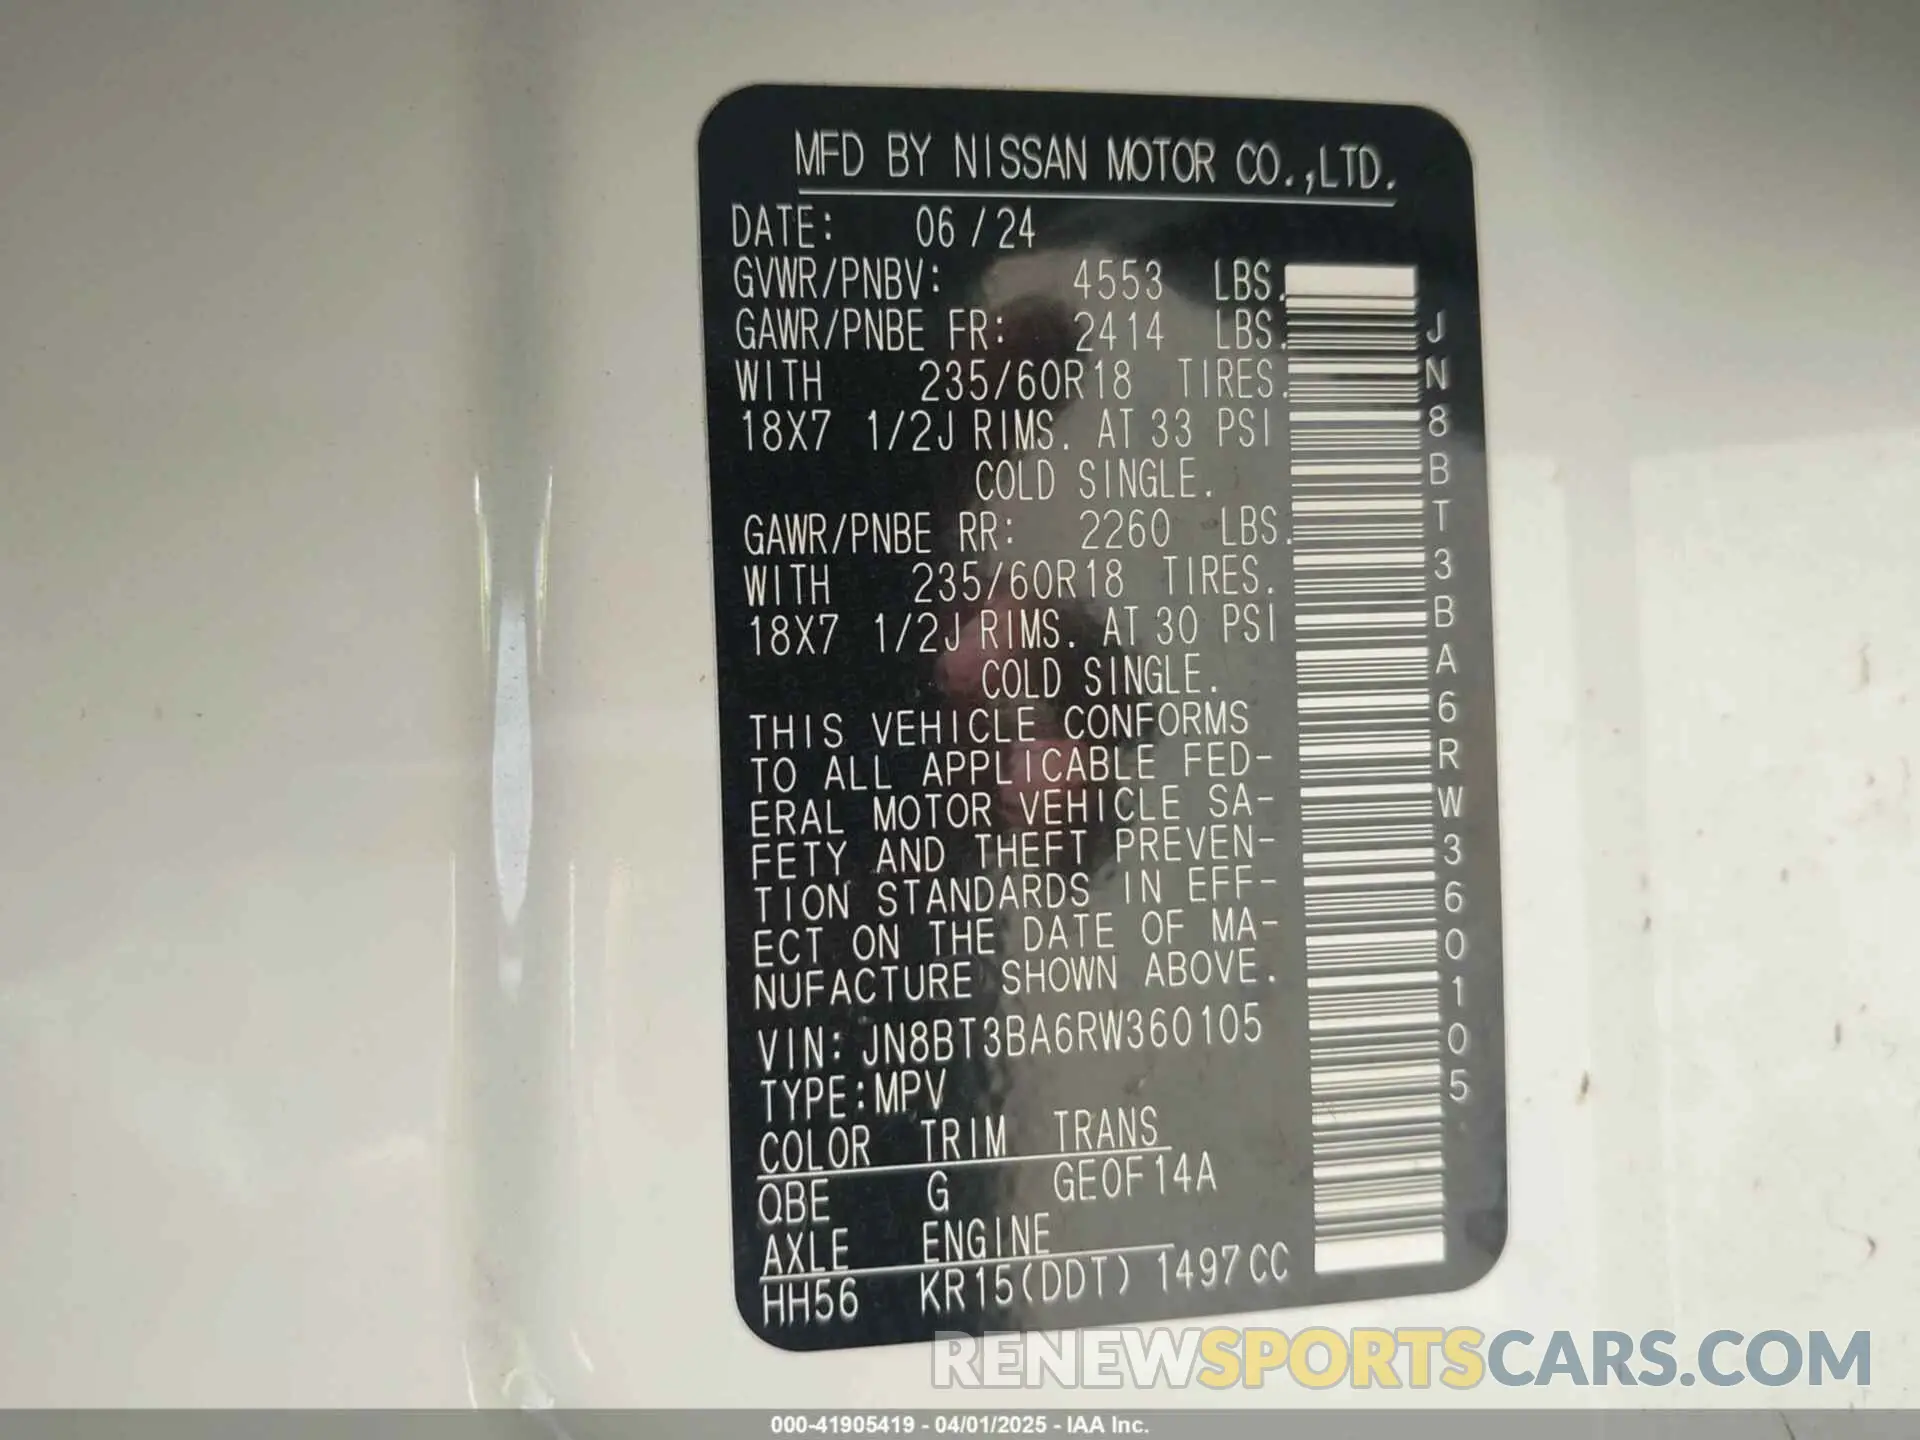 MFD BY NISSAN MOTOR CO.,LTD.
DATE: 06/24
GVWR/PNBV: 4553 LBS.
GAWR/PNBE FR: 2414 LBS.
WITH 235/60R18 TIRES.
18X7 1/2J RIMS. AT 33 PSI
COLD SINGLE.
GAWR/PNBE RR: 2260 LBS.
WITH 235/60R18 TIRES.
18X7 1/2J RIMS. AT 30 PSI
COLD SINGLE.
THIS VEHICLE CONFORMS
TO ALL APPLICABLE FED-
ERAL MOTOR VEHICLE SA-
FETY AND THEFT PREVEN-
TION STANDARDS IN EFF-
ECT ON THE DATE OF MA-
NUFACTURE SHOWN ABOVE.
VIN: JN8BT3BA6RW360105
TYPE:MPV
COLOR TRIM TRANS
QBE G GE0F14A
AXLE ENGINE
HH56 KR15(DDT) 1497CC
JN8BT3BA6RW360105
RENEWSPORTSCARS.COM
000-41905419 - 04/01/2025 - IAA Inc.